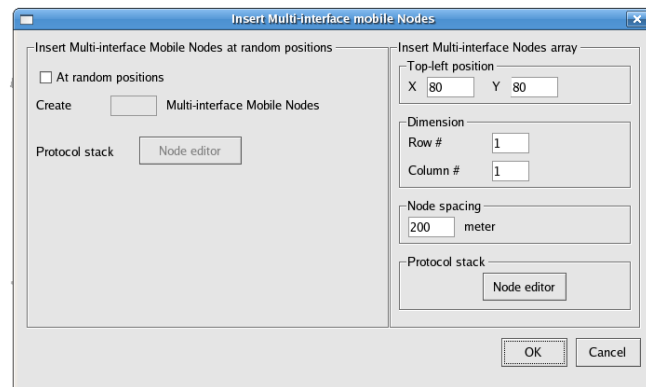 Insert Multi-interface mobile Nodes
Insert Multi-interface Mobile Nodes at random positions
At random positions
Create Multi-interface Mobile Nodes
Protocol stack Node editor
Insert Multi-interface Nodes array
Top-left position
X 80 Y 80
Dimension
Row # 1
Column # 1
Node spacing
200 meter
Protocol stack
Node editor
OK Cancel